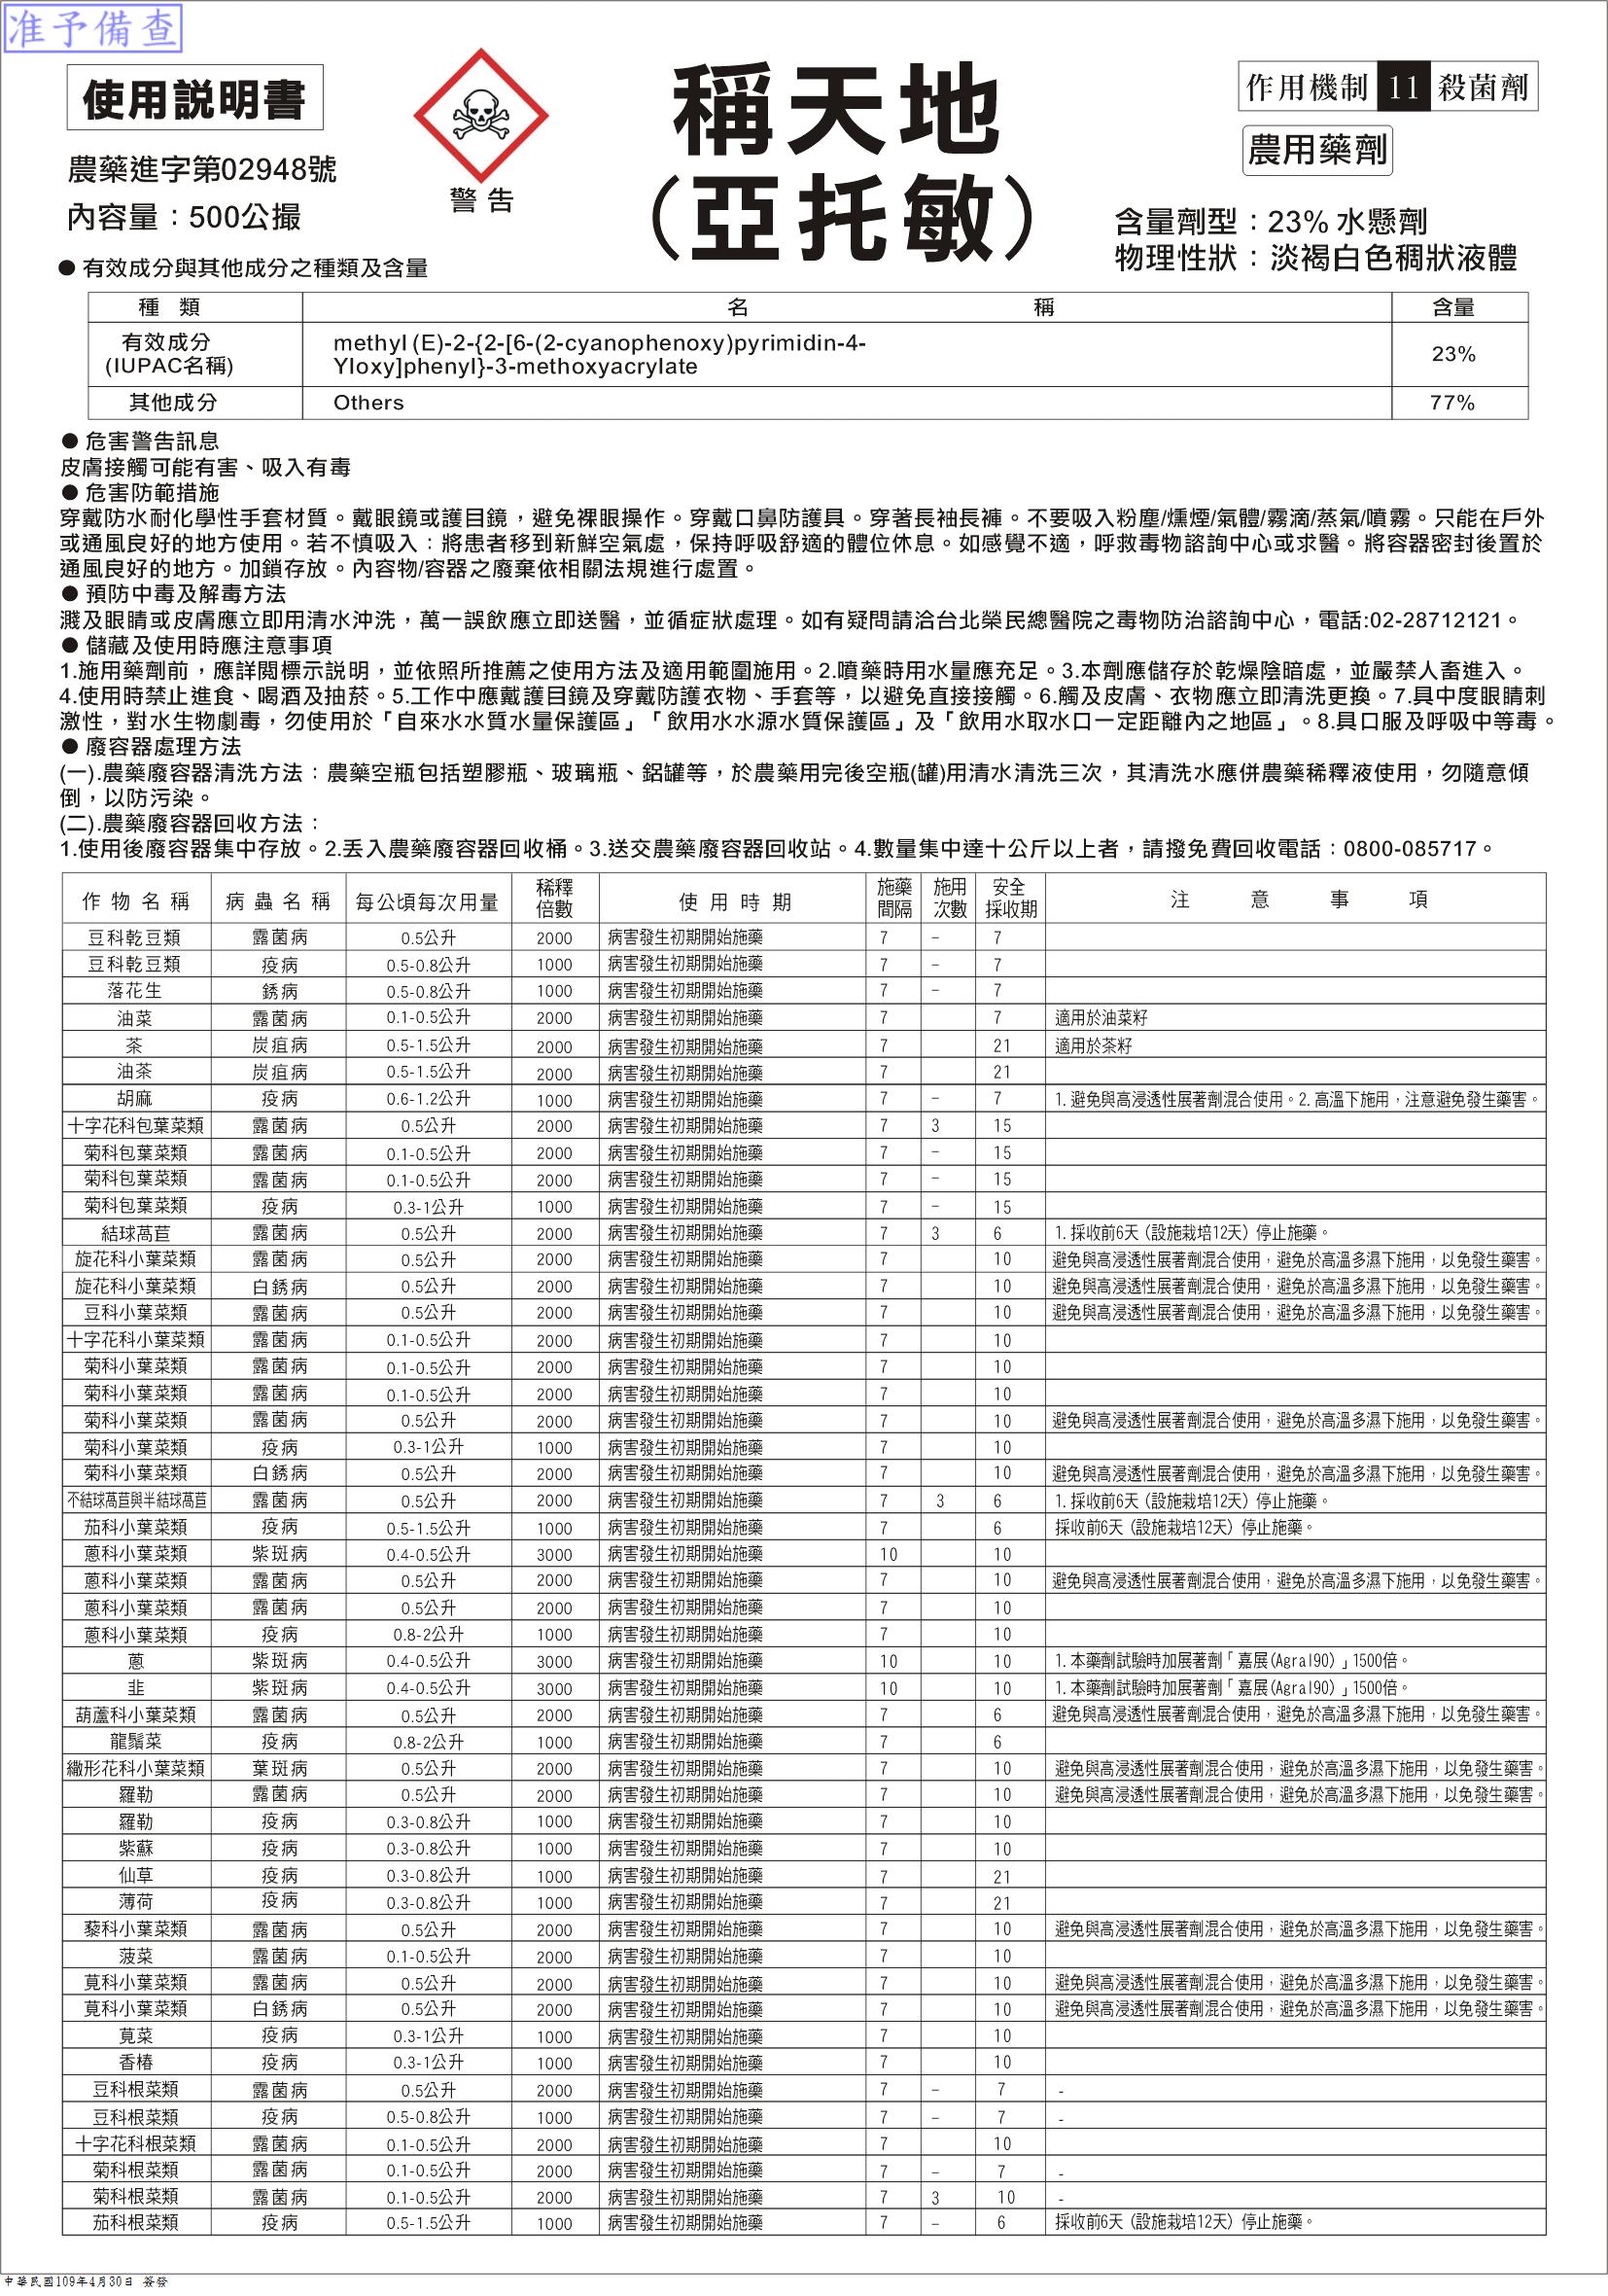 准予備查
使用説明書
農藥進字第02948號
內容量：500公撮
警告
稱天地
（亞托敏）
作用機制 11 殺菌劑
農用藥劑
含量劑型：23% 水懸劑
物理性狀：淡褐白色稠狀液體
● 有效成分與其他成分之種類及含量
種 類 名 稱 含量
有效成分 (IUPAC名稱) methyl (E)-2-{2-[6-(2-cyanophenoxy)pyrimidin-4-
Yloxy]phenyl}-3-methoxyacrylate 23%
其他成分 Others 77%
● 危害警告訊息
皮膚接觸可能有害、吸入有毒
● 危害防範措施
穿戴防水耐化學性手套材質。戴眼鏡或護目鏡，避免裸眼操作。穿戴口鼻防護具。穿著長袖長褲。不要吸入粉塵/燻煙/氣體/霧滴/蒸氣/噴霧。只能在戶外
或通風良好的地方使用。若不慎吸入：將患者移到新鮮空氣處，保持呼吸舒適的體位休息。如感覺不適，呼救毒物諮詢中心或求醫。將容器密封後置於
通風良好的地方。加鎖存放。內容物/容器之廢棄依相關法規進行處置。
● 預防中毒及解毒方法
濺及眼睛或皮膚應立即用清水沖洗，萬一誤飲應立即送醫，並循症狀處理。如有疑問請洽台北榮民總醫院之毒物防治諮詢中心，電話:02-28712121。
● 儲藏及使用時應注意事項
1.施用藥劑前，應詳閱標示説明，並依照所推薦之使用方法及適用範圍施用。2.噴藥時用水量應充足。3.本劑應儲存於乾燥陰暗處，並嚴禁人畜進入。
4.使用時禁止進食、喝酒及抽菸。5.工作中應戴護目鏡及穿戴防護衣物、手套等，以避免直接接觸。6.觸及皮膚、衣物應立即清洗更換。7.具中度眼睛刺
激性，對水生物劇毒，勿使用於「自來水水質水量保護區」「飲用水水源水質保護區」及「飲用水取水口一定距離內之地區」。8.具口服及呼吸中等毒。
● 廢容器處理方法
(一).農藥廢容器清洗方法：農藥空瓶包括塑膠瓶、玻璃瓶、鋁罐等，於農藥用完後空瓶(罐)用清水清洗三次，其清洗水應併農藥稀釋液使用，勿隨意傾
倒，以防污染。
(二).農藥廢容器回收方法：
1.使用後廢容器集中存放。2.丟入農藥廢容器回收桶。3.送交農藥廢容器回收站。4.數量集中達十公斤以上者，請撥免費回收電話：0800-085717。
作物名稱 病蟲名稱 每公頃每次用量 稀釋倍數 使用時期 施藥間隔 施用次數 安全採收期 注意事項
豆科乾豆類 露菌病 0.5公升 2000 病害發生初期開始施藥 7 - 7
豆科乾豆類 疫病 0.5-0.8公升 1000 病害發生初期開始施藥 7 - 7
落花生 銹病 0.5-0.8公升 1000 病害發生初期開始施藥 7 - 7
油菜 露菌病 0.1-0.5公升 2000 病害發生初期開始施藥 7 7 適用於油菜籽
茶 炭疽病 0.5-1.5公升 2000 病害發生初期開始施藥 7 21 適用於茶籽
油茶 炭疽病 0.5-1.5公升 2000 病害發生初期開始施藥 7 21
胡麻 疫病 0.6-1.2公升 1000 病害發生初期開始施藥 7 - 7 1. 避免與高浸透性展著劑混合使用。2. 高溫下施用，注意避免發生藥害。
十字花科包葉菜類 露菌病 0.5公升 2000 病害發生初期開始施藥 7 3 15
菊科包葉菜類 露菌病 0.1-0.5公升 2000 病害發生初期開始施藥 7 - 15
菊科包葉菜類 露菌病 0.1-0.5公升 2000 病害發生初期開始施藥 7 - 15
菊科包葉菜類 疫病 0.3-1公升 1000 病害發生初期開始施藥 7 - 15
結球萵苣 露菌病 0.5公升 2000 病害發生初期開始施藥 7 3 6 1. 採收前6天（設施栽培12天）停止施藥。
旋花科小葉菜類 露菌病 0.5公升 2000 病害發生初期開始施藥 7 10 避免與高浸透性展著劑混合使用，避免於高溫多濕下施用，以免發生藥害。
旋花科小葉菜類 白銹病 0.5公升 2000 病害發生初期開始施藥 7 10 避免與高浸透性展著劑混合使用，避免於高溫多濕下施用，以免發生藥害。
豆科小葉菜類 露菌病 0.5公升 2000 病害發生初期開始施藥 7 10 避免與高浸透性展著劑混合使用，避免於高溫多濕下施用，以免發生藥害。
十字花科小葉菜類 露菌病 0.1-0.5公升 2000 病害發生初期開始施藥 7 10
菊科小葉菜類 露菌病 0.1-0.5公升 2000 病害發生初期開始施藥 7 10
菊科小葉菜類 露菌病 0.1-0.5公升 2000 病害發生初期開始施藥 7 10
菊科小葉菜類 露菌病 0.5公升 2000 病害發生初期開始施藥 7 10 避免與高浸透性展著劑混合使用，避免於高溫多濕下施用，以免發生藥害。
菊科小葉菜類 疫病 0.3-1公升 1000 病害發生初期開始施藥 7 10
菊科小葉菜類 白銹病 0.5公升 2000 病害發生初期開始施藥 7 10 避免與高浸透性展著劑混合使用，避免於高溫多濕下施用，以免發生藥害。
不結球萵苣與半結球萵苣 露菌病 0.5公升 2000 病害發生初期開始施藥 7 3 6 1. 採收前6天（設施栽培12天）停止施藥。
茄科小葉菜類 疫病 0.5-1.5公升 1000 病害發生初期開始施藥 7 6 採收前6天（設施栽培12天）停止施藥。
蔥科小葉菜類 紫斑病 0.4-0.5公升 3000 病害發生初期開始施藥 10 10
蔥科小葉菜類 露菌病 0.5公升 2000 病害發生初期開始施藥 7 10 避免與高浸透性展著劑混合使用，避免於高溫多濕下施用，以免發生藥害。
蔥科小葉菜類 露菌病 0.5公升 2000 病害發生初期開始施藥 7 10
蔥科小葉菜類 疫病 0.8-2公升 1000 病害發生初期開始施藥 7 10
蔥 紫斑病 0.4-0.5公升 3000 病害發生初期開始施藥 10 10 1. 本藥劑試驗時加展著劑「嘉展(Agral90)」1500倍。
韭 紫斑病 0.4-0.5公升 3000 病害發生初期開始施藥 10 10 1. 本藥劑試驗時加展著劑「嘉展(Agral90)」1500倍。
葫蘆科小葉菜類 露菌病 0.5公升 2000 病害發生初期開始施藥 7 6 避免與高浸透性展著劑混合使用，避免於高溫多濕下施用，以免發生藥害。
龍鬚菜 疫病 0.8-2公升 1000 病害發生初期開始施藥 7 6
繖形花科小葉菜類 葉斑病 0.5公升 2000 病害發生初期開始施藥 7 10 避免與高浸透性展著劑混合使用，避免於高溫多濕下施用，以免發生藥害。
羅勒 露菌病 0.5公升 2000 病害發生初期開始施藥 7 10 避免與高浸透性展著劑混合使用，避免於高溫多濕下施用，以免發生藥害。
羅勒 疫病 0.3-0.8公升 1000 病害發生初期開始施藥 7 10
紫蘇 疫病 0.3-0.8公升 1000 病害發生初期開始施藥 7 10
仙草 疫病 0.3-0.8公升 1000 病害發生初期開始施藥 7 21
薄荷 疫病 0.3-0.8公升 1000 病害發生初期開始施藥 7 21
藜科小葉菜類 露菌病 0.5公升 2000 病害發生初期開始施藥 7 10 避免與高浸透性展著劑混合使用，避免於高溫多濕下施用，以免發生藥害。
菠菜 露菌病 0.1-0.5公升 2000 病害發生初期開始施藥 7 10
莧科小葉菜類 露菌病 0.5公升 2000 病害發生初期開始施藥 7 10 避免與高浸透性展著劑混合使用，避免於高溫多濕下施用，以免發生藥害。
莧科小葉菜類 白銹病 0.5公升 2000 病害發生初期開始施藥 7 10 避免與高浸透性展著劑混合使用，避免於高溫多濕下施用，以免發生藥害。
莧菜 疫病 0.3-1公升 1000 病害發生初期開始施藥 7 10
香椿 疫病 0.3-1公升 1000 病害發生初期開始施藥 7 10
豆科根菜類 露菌病 0.5公升 2000 病害發生初期開始施藥 7 - 7 -
豆科根菜類 疫病 0.5-0.8公升 1000 病害發生初期開始施藥 7 - 7 -
十字花科根菜類 露菌病 0.1-0.5公升 2000 病害發生初期開始施藥 7 10
菊科根菜類 露菌病 0.1-0.5公升 2000 病害發生初期開始施藥 7 - 7 -
菊科根菜類 露菌病 0.1-0.5公升 2000 病害發生初期開始施藥 7 3 10 -
茄科根菜類 疫病 0.5-1.5公升 1000 病害發生初期開始施藥 7 - 6 採收前6天（設施栽培12天）停止施藥。
中華民國109年4月30日 簽發